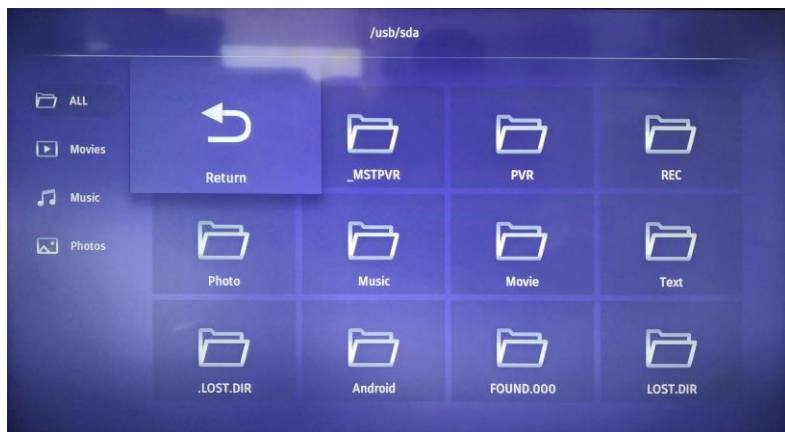 /usb/sda
ALL
Movies
Music
Photos
Return
_MSTPVR
PVR
REC
Photo
Music
Movie
Text
.LOST.DIR
Android
FOUND.000
LOST.DIR